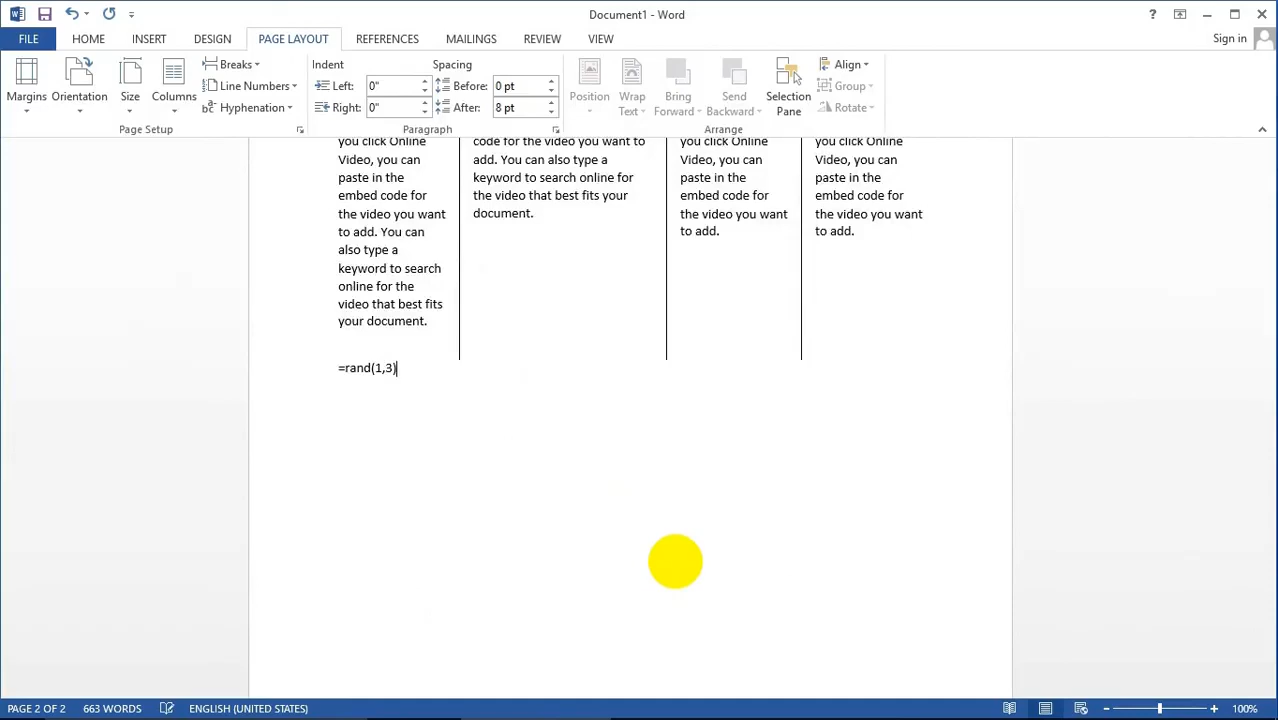 Document1 - Word
?
FILE
HOME
INSERT
DESIGN
PAGE LAYOUT
REFERENCES
MAILINGS
REVIEW
VIEW
Sign in
Margins
Orientation
Size
Columns
Breaks
Line Numbers
Hyphenation
Page Setup
Indent
Left: 0"
Right: 0"
Spacing
Before: 0 pt
After: 8 pt
Paragraph
Position
Wrap
Text
Bring
Forward
Send
Backward
Selection
Pane
Align
Group
Rotate
Arrange
you click Online
Video, you can
paste in the
embed code for
the video you want
to add. You can
also type a
keyword to search
online for the
video that best fits
your document.
code for the video you want to
add. You can also type a
keyword to search online for
the video that best fits your
document.
you click Online
Video, you can
paste in the
embed code for
the video you want
to add.
you click Online
Video, you can
paste in the
embed code for
the video you want
to add.
=rand(1,3)
PAGE 2 OF 2
663 WORDS
ENGLISH (UNITED STATES)
100%